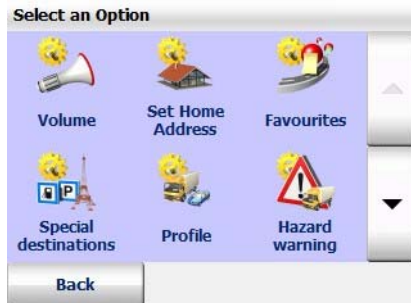 Select an Option
Volume
Set Home
Address
Favourites
P
Special
destinations
Profile
Hazard
warning
Back